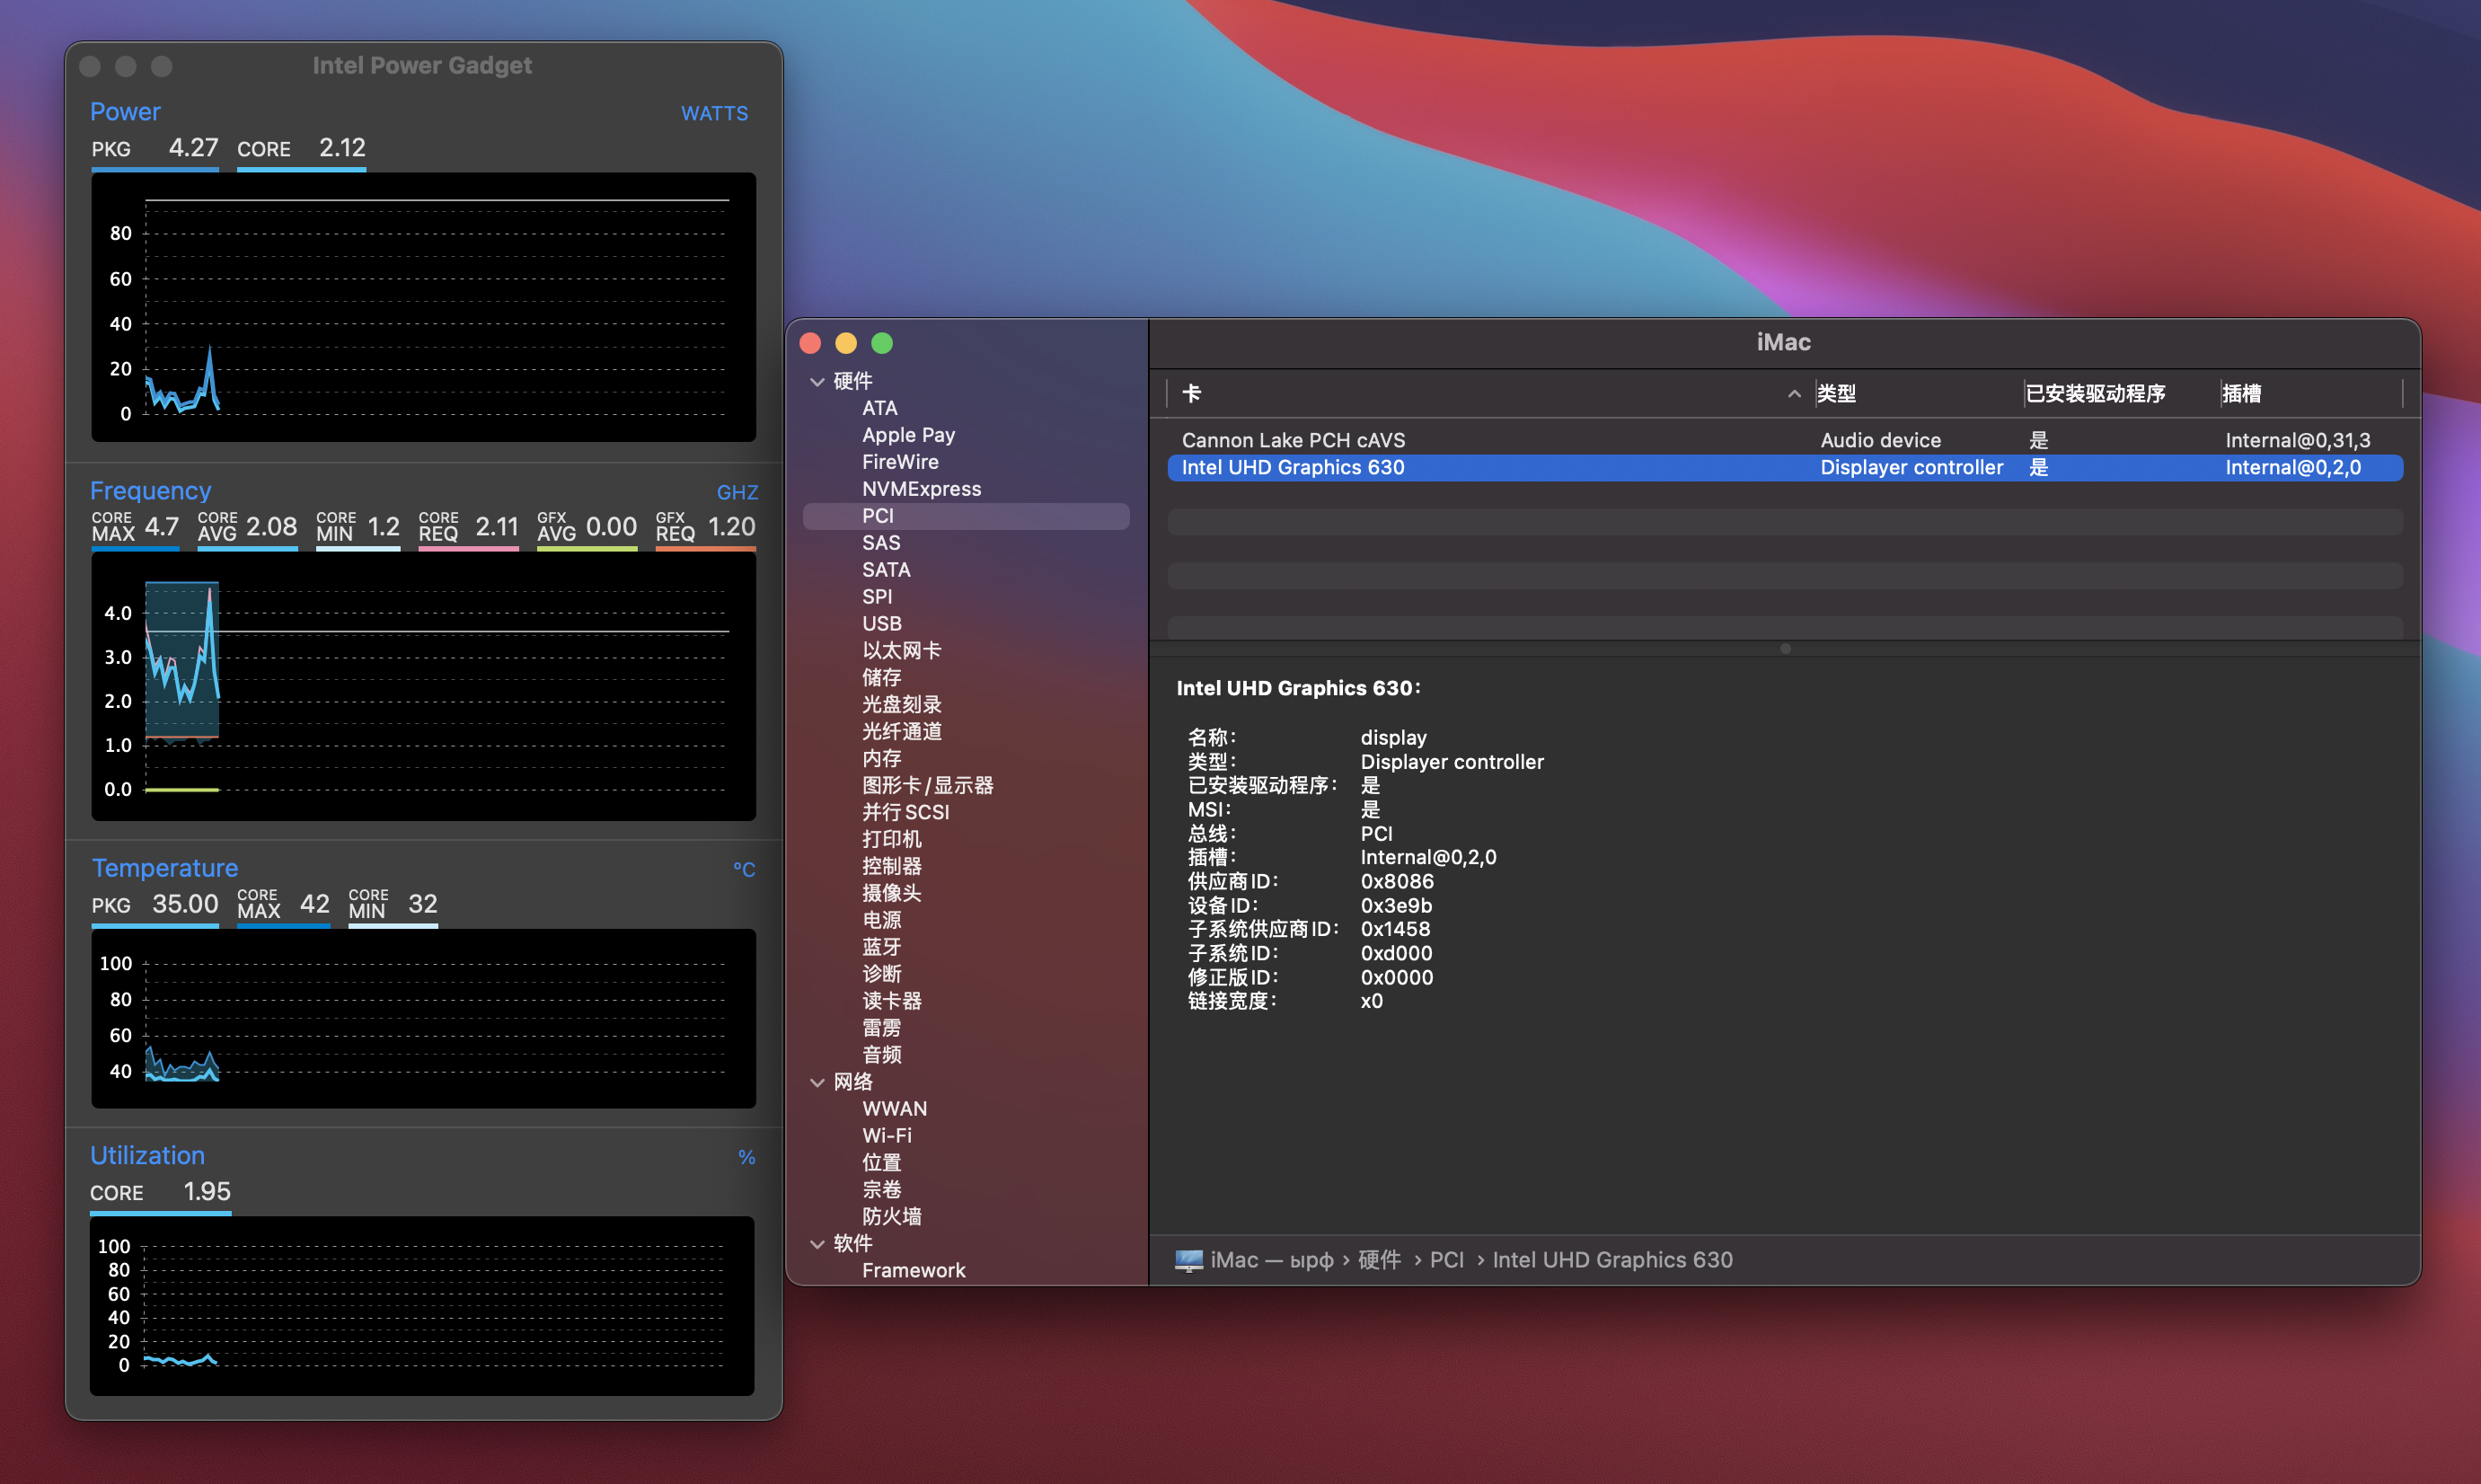 Intel Power Gadget
Power WATTS
PKG 4.27 CORE 2.12
80
60
40
20
0
Frequency GHZ
CORE MAX 4.7 CORE AVG 2.08 CORE MIN 1.2 CORE REQ 2.11 GFX AVG 0.00 GFX REQ 1.20
4.0
3.0
2.0
1.0
0.0
Temperature °C
PKG 35.00 CORE MAX 42 CORE MIN 32
100
80
60
40
Utilization %
CORE 1.95
100
80
60
40
20
0
硬件
ATA
Apple Pay
FireWire
NVMExpress
PCI
SAS
SATA
SPI
USB
以太网卡
储存
光盘刻录
光纤通道
内存
图形卡/显示器
并行SCSI
打印机
控制器
摄像头
电源
蓝牙
诊断
读卡器
雷雳
音频
网络
WWAN
Wi-Fi
位置
宗卷
防火墙
软件
Framework
iMac
卡 类型 已安装驱动程序 插槽
Cannon Lake PCH cAVS Audio device 是 Internal@0,31,3
Intel UHD Graphics 630 Displayer controller 是 Internal@0,2,0
Intel UHD Graphics 630：
名称： display
类型： Displayer controller
已安装驱动程序： 是
MSI： 是
总线： PCI
插槽： Internal@0,2,0
供应商ID： 0x8086
设备ID： 0x3e9b
子系统供应商ID： 0x1458
子系统ID： 0xd000
修正版ID： 0x0000
链接宽度： x0
iMac — ырф › 硬件 › PCI › Intel UHD Graphics 630